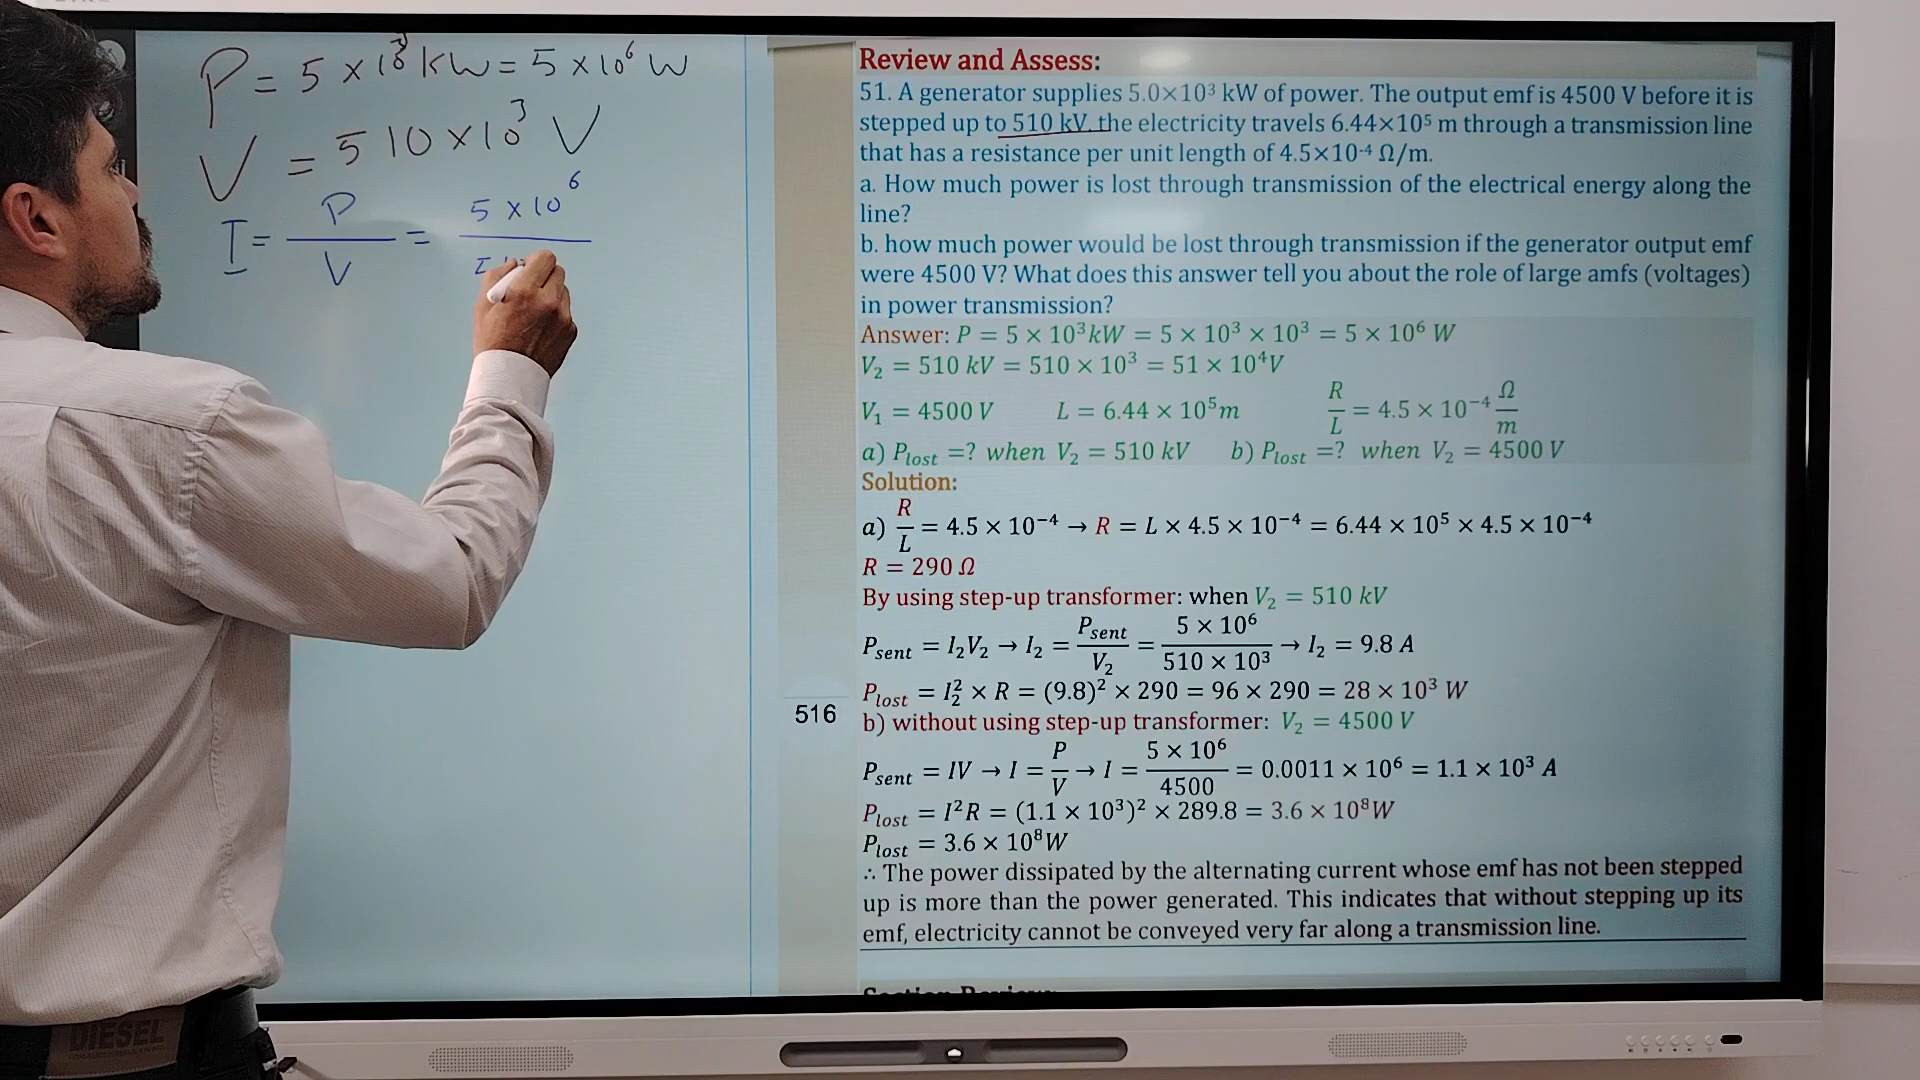 P = 5 × 10³ kW = 5 × 10⁶ W
V = 510 × 10³ V
I = P/V = 5 × 10⁶
Review and Assess:
51. A generator supplies 5.0×10³ kW of power. The output emf is 4500 V before it is
stepped up to 510 kV. the electricity travels 6.44×10⁵ m through a transmission line
that has a resistance per unit length of 4.5×10⁻⁴ Ω/m.
a. How much power is lost through transmission of the electrical energy along the
line?
b. how much power would be lost through transmission if the generator output emf
were 4500 V? What does this answer tell you about the role of large amfs (voltages)
in power transmission?
Answer: P = 5 × 10³kW = 5 × 10³ × 10³ = 5 × 10⁶ W
V₂ = 510 kV = 510 × 10³ = 51 × 10⁴V
V₁ = 4500 V L = 6.44 × 10⁵m R/L = 4.5 × 10⁻⁴ Ω/m
a) P_lost =? when V₂ = 510 kV b) P_lost =? when V₂ = 4500 V
Solution:
a) R/L = 4.5 × 10⁻⁴ → R = L × 4.5 × 10⁻⁴ = 6.44 × 10⁵ × 4.5 × 10⁻⁴
R = 290 Ω
By using step-up transformer: when V₂ = 510 kV
P_sent = I₂V₂ → I₂ = P_sent/V₂ = 5 × 10⁶/510 × 10³ → I₂ = 9.8 A
P_lost = I₂² × R = (9.8)² × 290 = 96 × 290 = 28 × 10³ W
516
b) without using step-up transformer: V₂ = 4500 V
P_sent = IV → I = P/V → I = 5 × 10⁶/4500 = 0.0011 × 10⁶ = 1.1 × 10³ A
P_lost = I²R = (1.1 × 10³)² × 289.8 = 3.6 × 10⁸W
P_lost = 3.6 × 10⁸W
∴ The power dissipated by the alternating current whose emf has not been stepped
up is more than the power generated. This indicates that without stepping up its
emf, electricity cannot be conveyed very far along a transmission line.
DIESEL